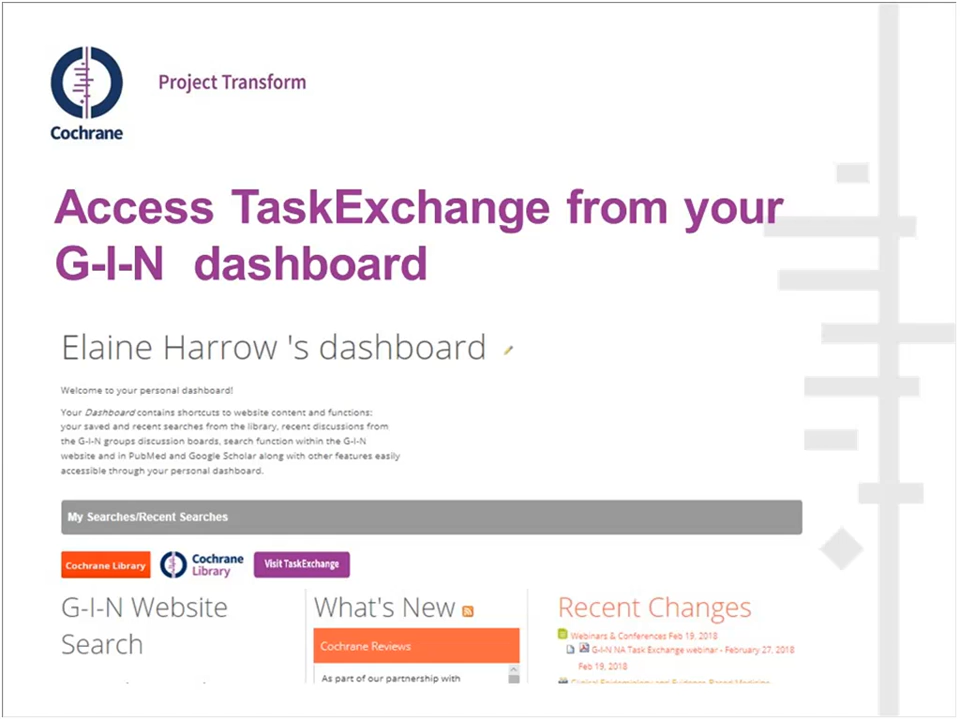 Project Transform
Cochrane
Access TaskExchange from your
G-I-N dashboard
Elaine Harrow 's dashboard
Welcome to your personal dashboard!
Your Dashboard contains shortcuts to website content and functions:
your saved and recent searches from the library, recent discussions from
the G-I-N groups discussion boards, search function within the G-I-N
website and in PubMed and Google Scholar along with other features easily
accessible through your personal dashboard.
My Searches/Recent Searches
Cochrane Library
Cochrane
Library
Visit TaskExchange
G-I-N Website
Search
What's New
Cochrane Reviews
As part of our partnership with
Recent Changes
Webinars & Conferences Feb 19, 2018
G-I-N NA Task Exchange webinar - February 27, 2018
Feb 19, 2018